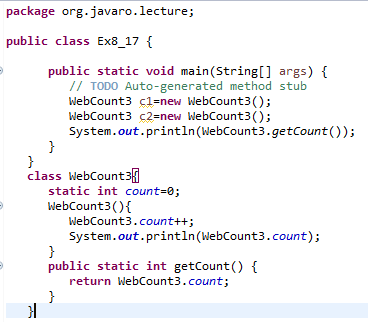 package org.javaro.lecture;
public class Ex8_17 {
public static void main(String[] args) {
// TODO Auto-generated method stub
WebCount3 c1=new WebCount3();
WebCount3 c2=new WebCount3();
System.out.println(WebCount3.getCount());
}
}
class WebCount3{
static int count=0;
WebCount3(){
WebCount3.count++;
System.out.println(WebCount3.count);
}
public static int getCount() {
return WebCount3.count;
}
}